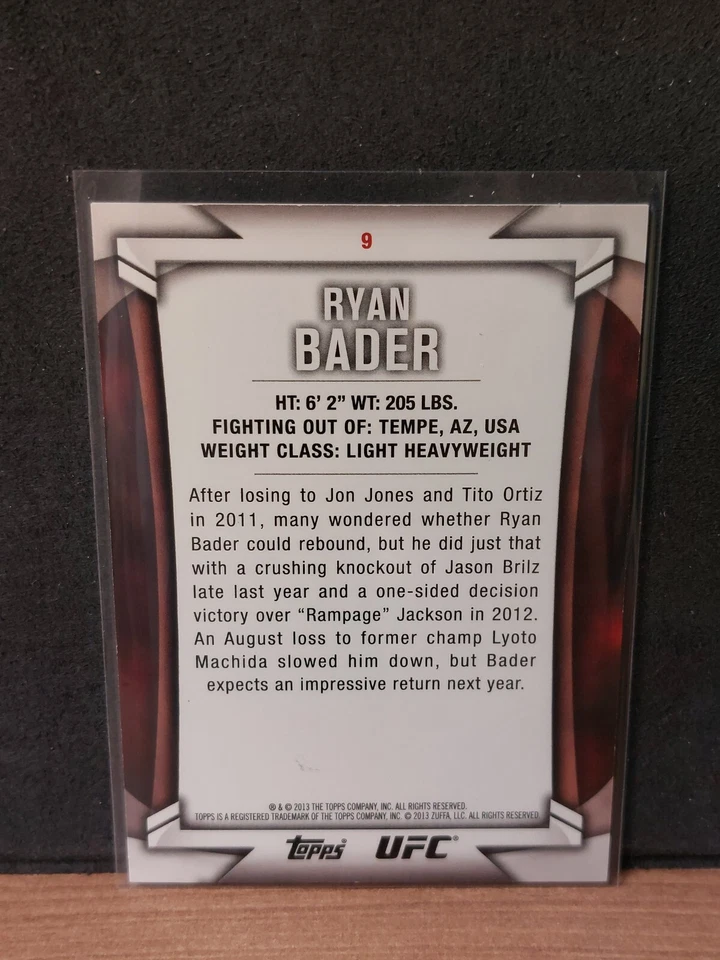 9
RYAN
BADER
HT: 6' 2" WT: 205 LBS.
FIGHTING OUT OF: TEMPE, AZ, USA
WEIGHT CLASS: LIGHT HEAVYWEIGHT
After losing to Jon Jones and Tito Ortiz
in 2011, many wondered whether Ryan
Bader could rebound, but he did just that
with a crushing knockout of Jason Brilz
late last year and a one-sided decision
victory over “Rampage” Jackson in 2012.
An August loss to former champ Lyoto
Machida slowed him down, but Bader
expects an impressive return next year.
® & © 2013 THE TOPPS COMPANY, INC. ALL RIGHTS RESERVED.
TOPPS IS A REGISTERED TRADEMARK OF THE TOPPS COMPANY, INC. © 2013 ZUFFA, LLC. ALL RIGHTS RESERVED.
topps UFC®